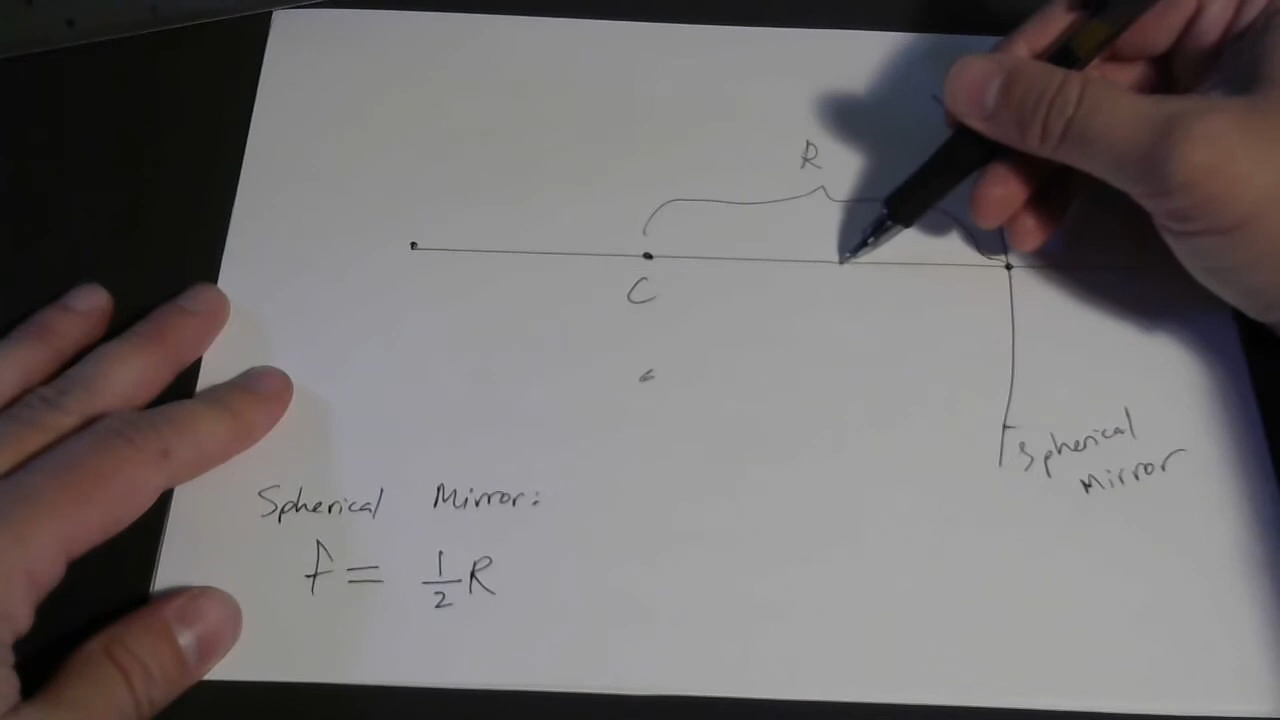 R
C
Spherical
Mirror
Spherical Mirror:
f = 1/2 R